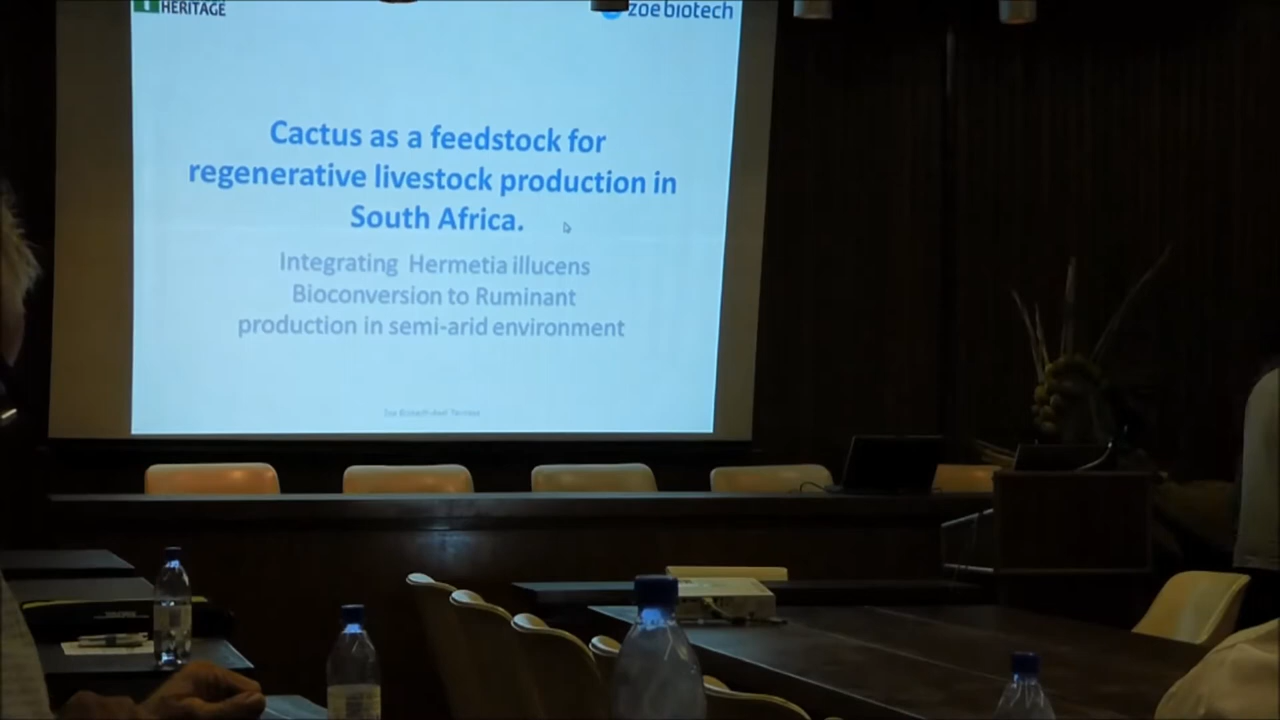 HERITAGE
zoe biotech
Cactus as a feedstock for
regenerative livestock production in
South Africa.
Integrating Hermetia illucens
Bioconversion to Ruminant
production in semi-arid environment